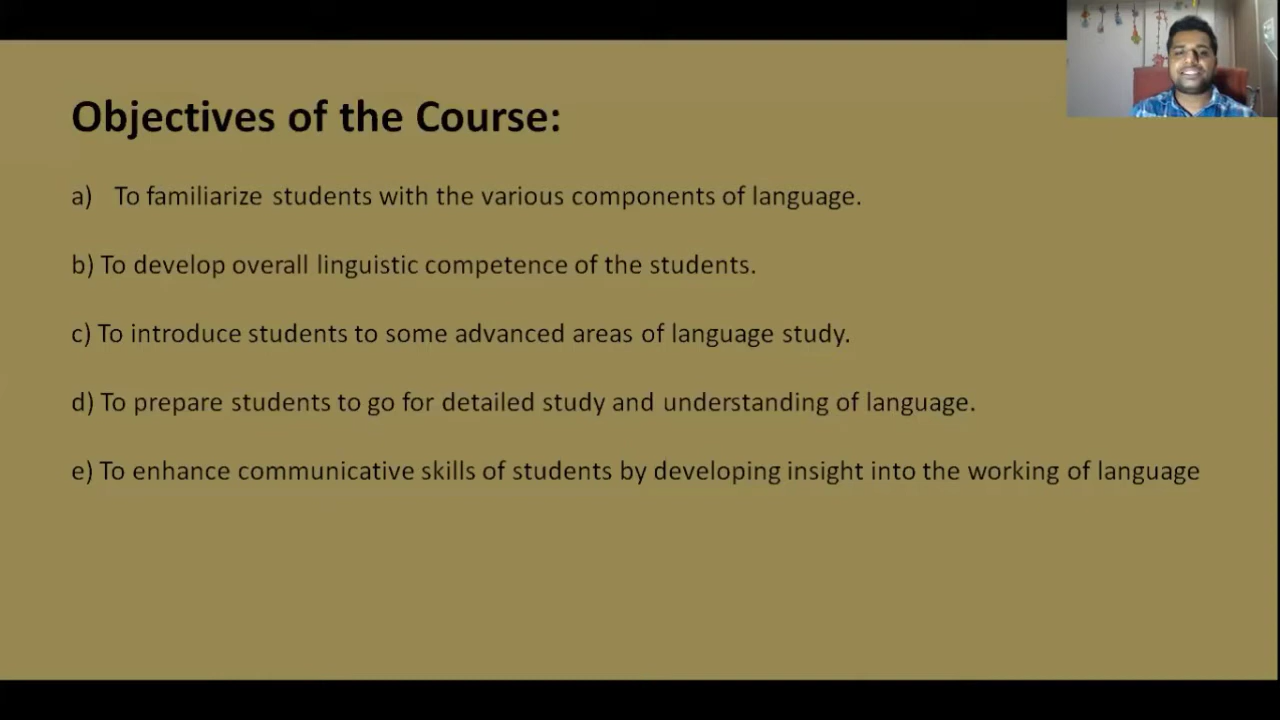 Objectives of the Course:
a) To familiarize students with the various components of language.
b) To develop overall linguistic competence of the students.
c) To introduce students to some advanced areas of language study.
d) To prepare students to go for detailed study and understanding of language.
e) To enhance communicative skills of students by developing insight into the working of language